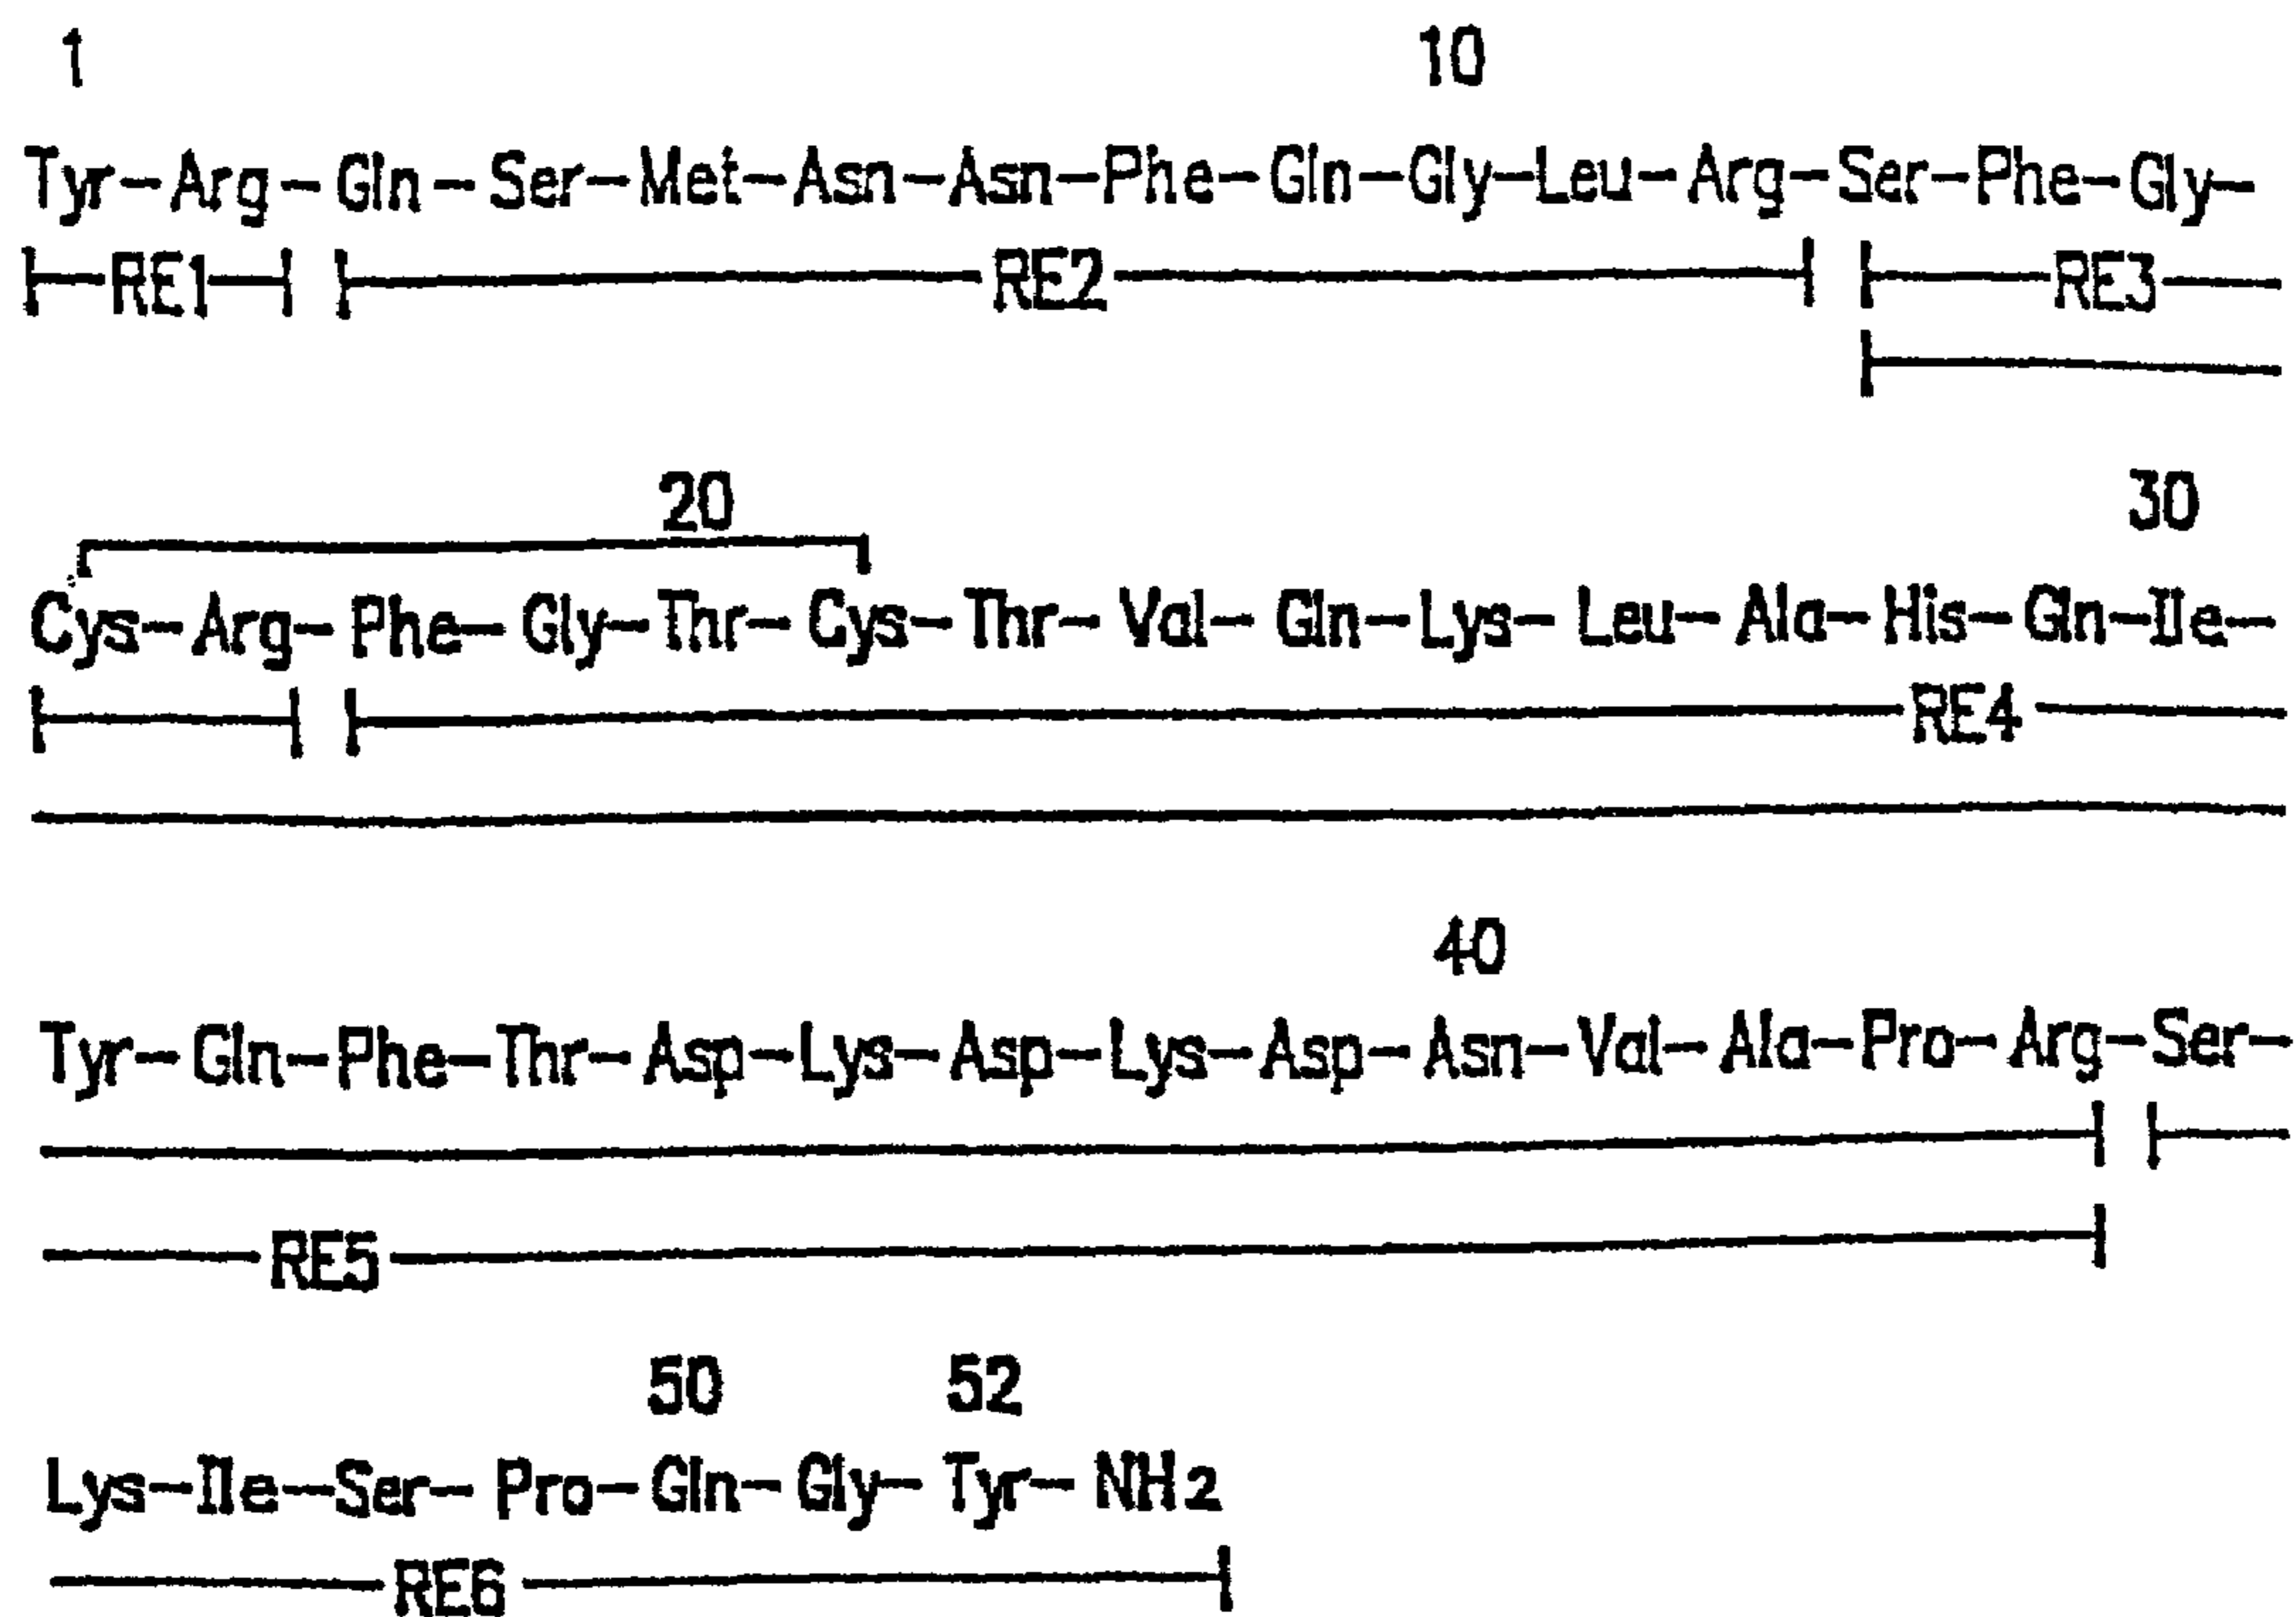 1 10
Tyr-Arg-Gln-Ser-Met-Asn-Asn-Phe-Gln-Gly-Leu-Arg-Ser-Phe-Gly-
RE1 RE2 RE3
20 30
Cys-Arg-Phe-Gly-Thr-Cys-Thr-Val-Gln-Lys-Leu-Ala-His-Gln-Ile-
RE4
40
Tyr-Gln-Phe-Thr-Asp-Lys-Asp-Lys-Asp-Asn-Val-Ala-Pro-Arg-Ser-
RE5
50 52
Lys-Ile-Ser-Pro-Gln-Gly-Tyr-NH2
RE6